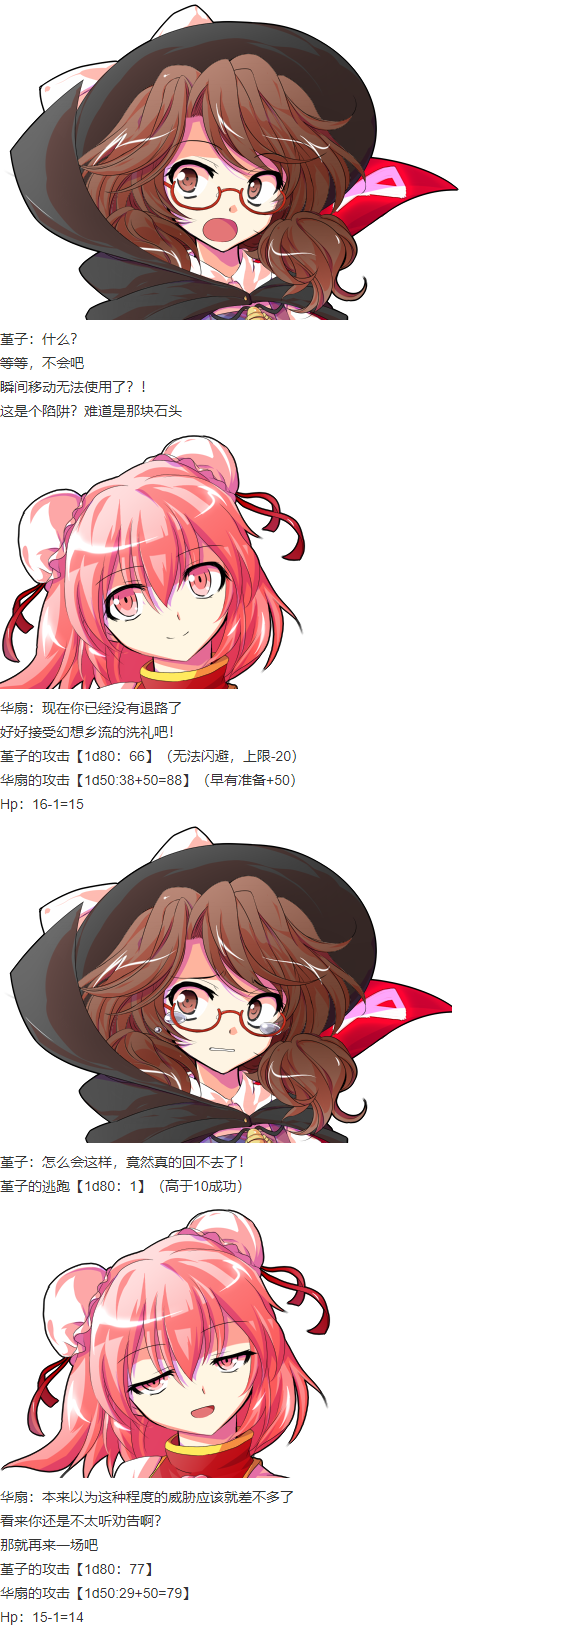 堇子：什么？
等等，不会吧
瞬间移动无法使用了？！
这是个陷阱？难道是那块石头
华扇：现在你已经没有退路了
好好接受幻想乡流的洗礼吧！
堇子的攻击【1d80：66】（无法闪避，上限-20）
华扇的攻击【1d50:38+50=88】（早有准备+50）
Hp：16-1=15
堇子：怎么会这样，竟然真的回不去了！
堇子的逃跑【1d80：1】（高于10成功）
华扇：本来以为这种程度的威胁应该就差不多了
看来你还是不太听劝告啊？
那就再来一场吧
堇子的攻击【1d80：77】
华扇的攻击【1d50:29+50=79】
Hp：15-1=14